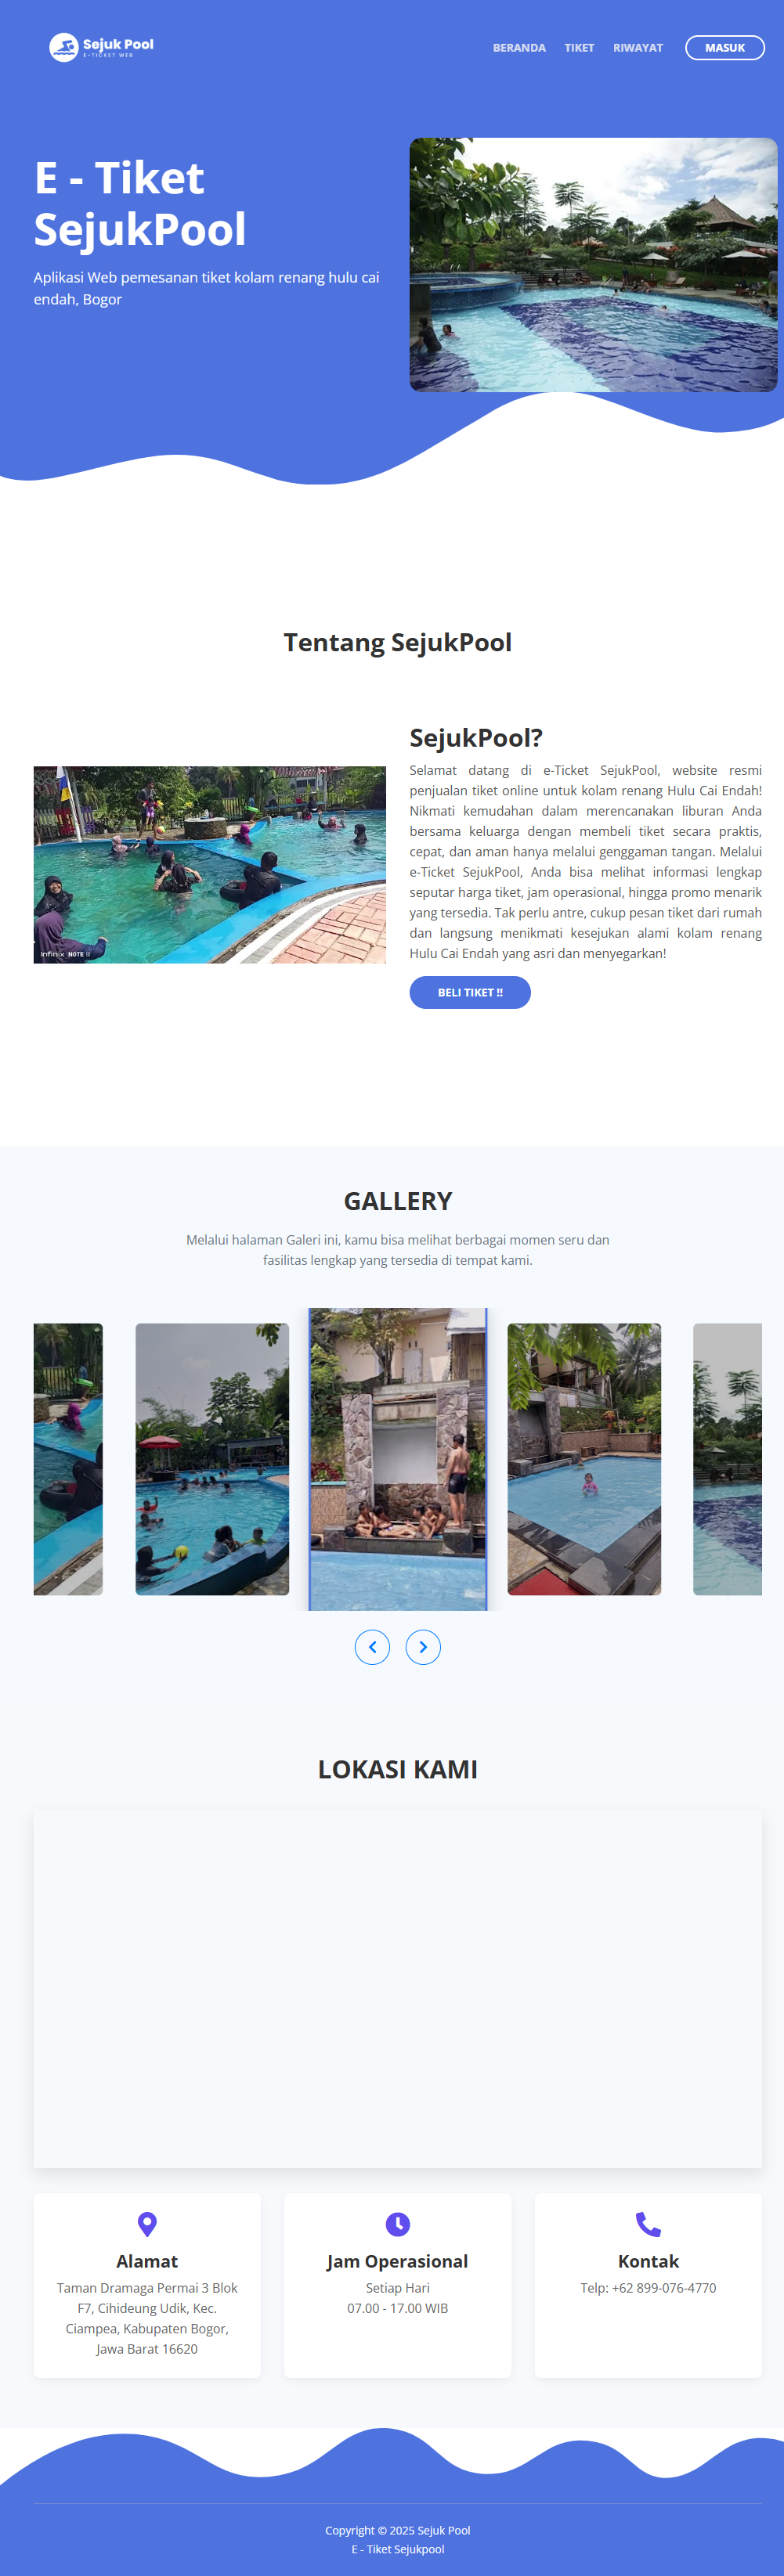 Sejuk Pool
E-TICKET WEB
BERANDA
TIKET
RIWAYAT
MASUK
E - Tiket
SejukPool
Aplikasi Web pemesanan tiket kolam renang hulu cai
endah, Bogor
Tentang SejukPool
SejukPool?
Selamat datang di e-Ticket SejukPool, website resmi
penjualan tiket online untuk kolam renang Hulu Cai Endah!
Nikmati kemudahan dalam merencanakan liburan Anda
bersama keluarga dengan membeli tiket secara praktis,
cepat, dan aman hanya melalui genggaman tangan. Melalui
e-Ticket SejukPool, Anda bisa melihat informasi lengkap
seputar harga tiket, jam operasional, hingga promo menarik
yang tersedia. Tak perlu antre, cukup pesan tiket dari rumah
dan langsung menikmati kesejukan alami kolam renang
Hulu Cai Endah yang asri dan menyegarkan!
Infinix NOTE
BELI TIKET !!
GALLERY
Melalui halaman Galeri ini, kamu bisa melihat berbagai momen seru dan
fasilitas lengkap yang tersedia di tempat kami.
LOKASI KAMI
Alamat
Taman Dramaga Permai 3 Blok
F7, Cihideung Udik, Kec.
Ciampea, Kabupaten Bogor,
Jawa Barat 16620
Jam Operasional
Setiap Hari
07.00 - 17.00 WIB
Kontak
Telp: +62 899-076-4770
Copyright © 2025 Sejuk Pool
E - Tiket Sejukpool